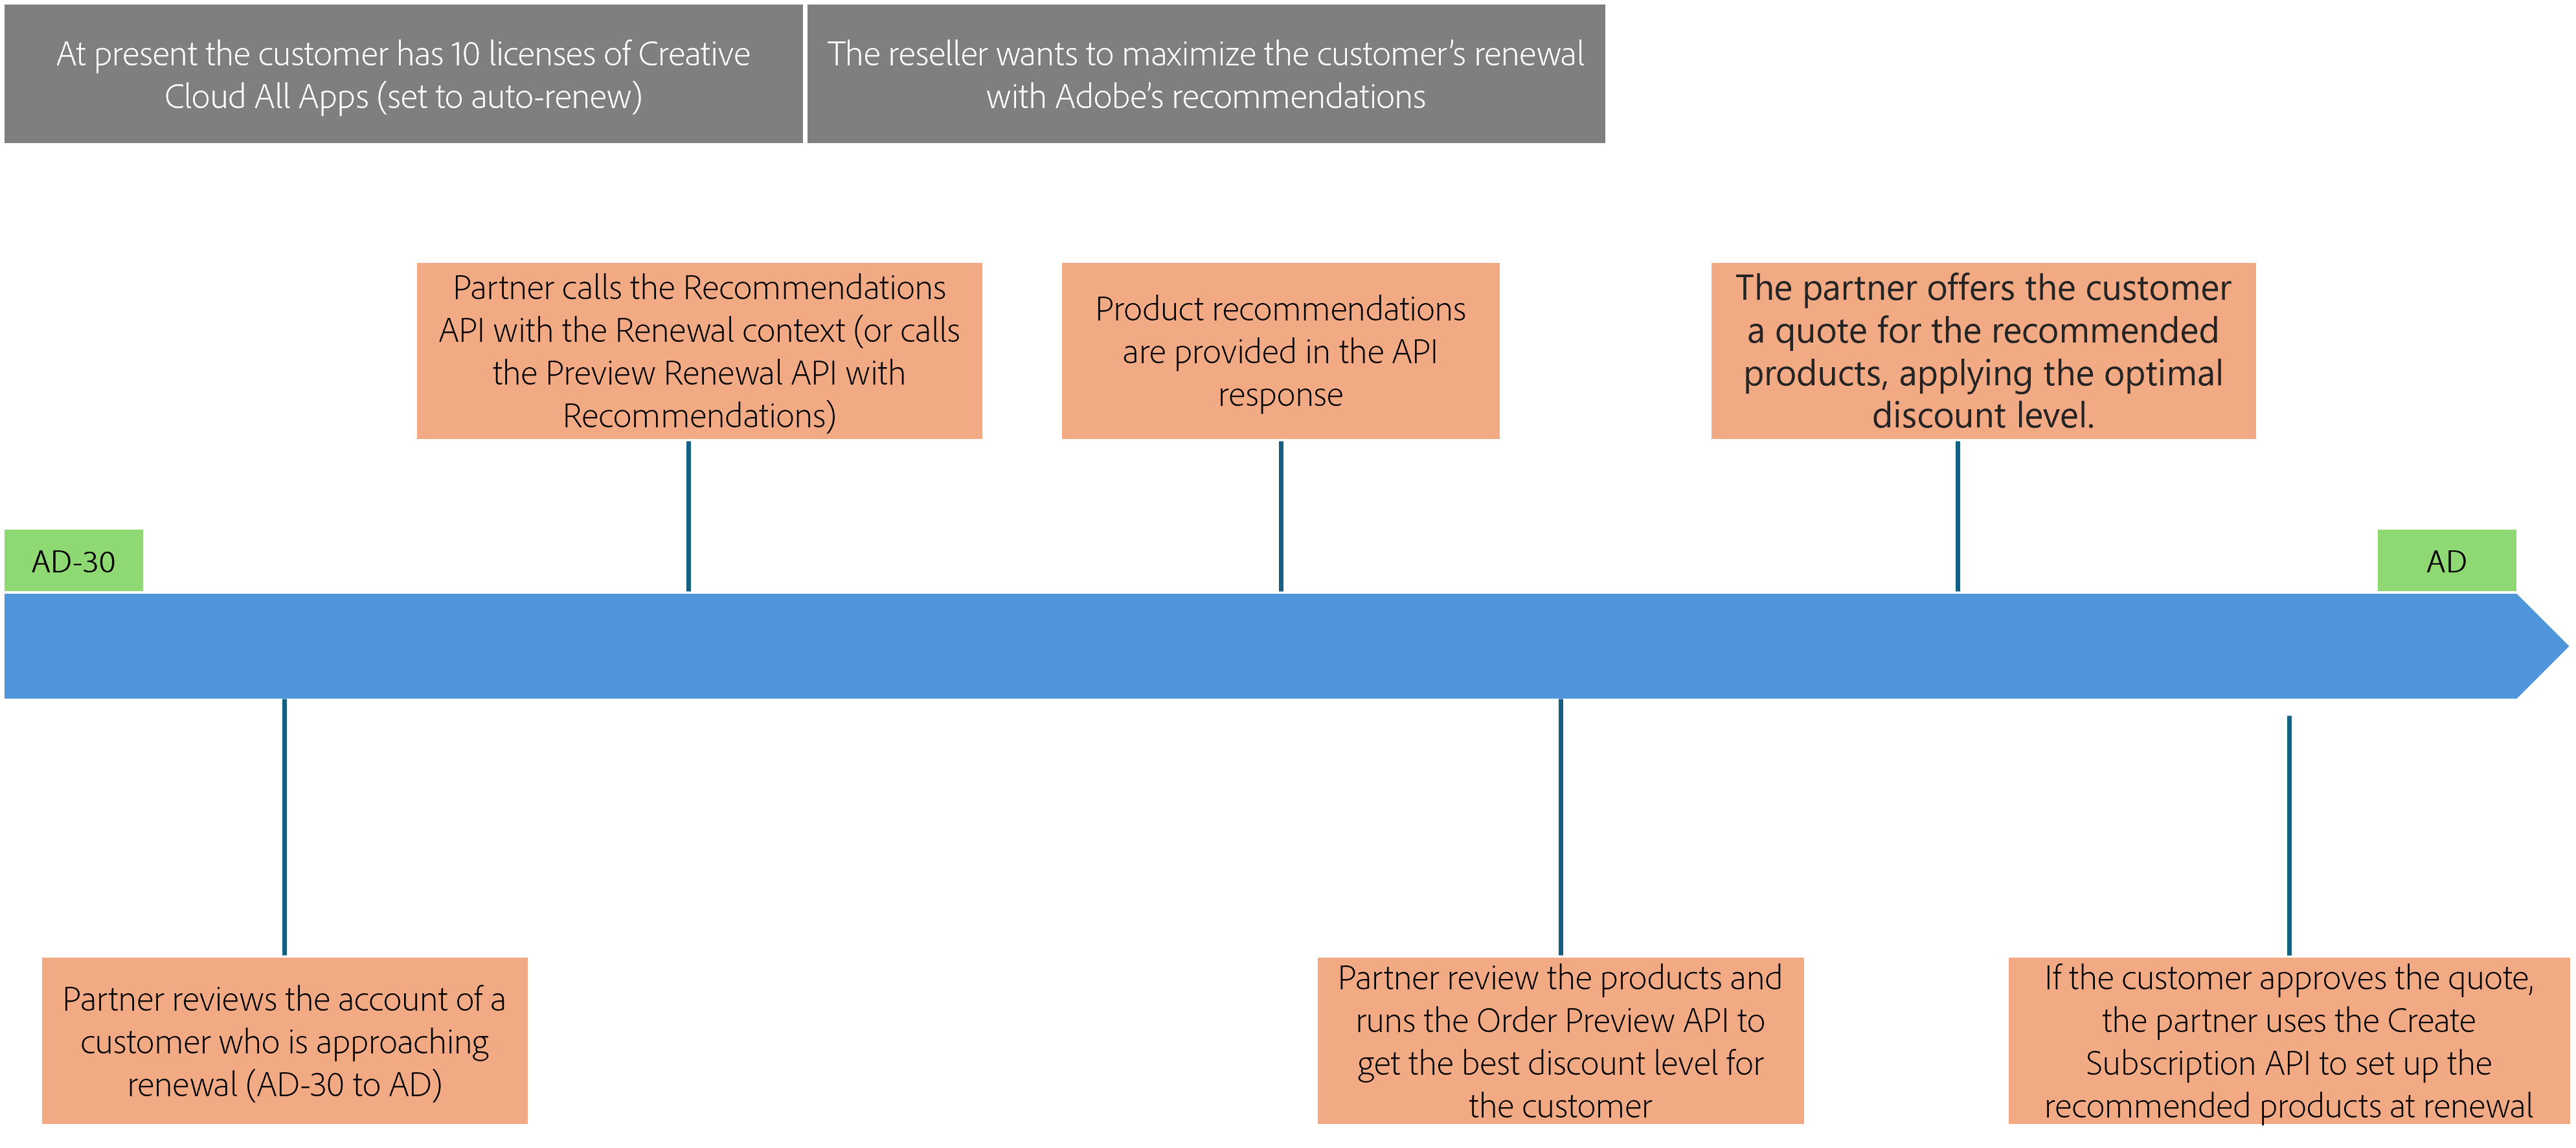 At present the customer has 10 licenses of Creative
Cloud All Apps (set to auto-renew)
The reseller wants to maximize the customer’s renewal
with Adobe’s recommendations
Partner calls the Recommendations
API with the Renewal context (or calls
the Preview Renewal API with
Recommendations)
Product recommendations
are provided in the API
response
The partner offers the customer
a quote for the recommended
products, applying the optimal
discount level.
AD-30
AD
Partner reviews the account of a
customer who is approaching
renewal (AD-30 to AD)
Partner review the products and
runs the Order Preview API to
get the best discount level for
the customer
If the customer approves the quote,
the partner uses the Create
Subscription API to set up the
recommended products at renewal